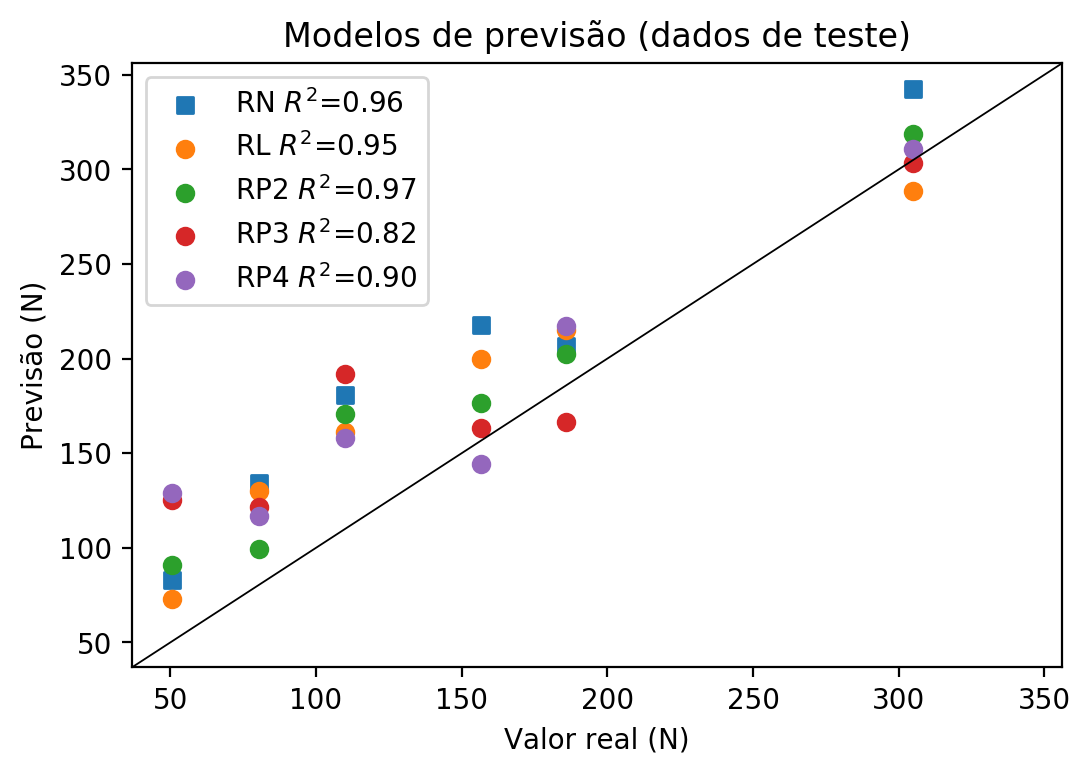 Modelos de previsão (dados de teste)
RN R²=0.96
RL R²=0.95
RP2 R²=0.97
RP3 R²=0.82
RP4 R²=0.90
350
300
250
200
150
100
50
Previsão (N)
50 100 150 200 250 300 350
Valor real (N)